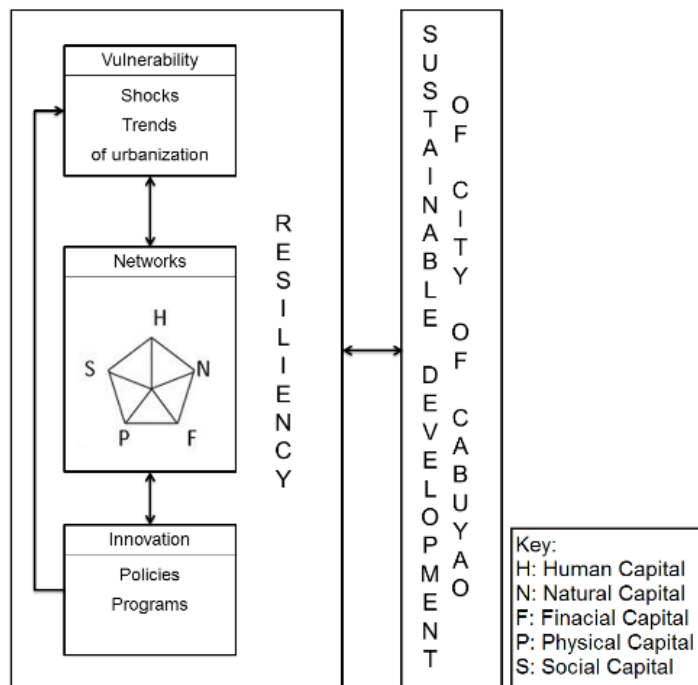 Vulnerability
Shocks
Trends
of urbanization
Networks
H
S
N
P
F
Innovation
Policies
Programs
RESILIENCY
SUSTAINABLE DEVELOPMENT
OF CITY OF CABUYAO
Key:
H: Human Capital
N: Natural Capital
F: Finacial Capital
P: Physical Capital
S: Social Capital